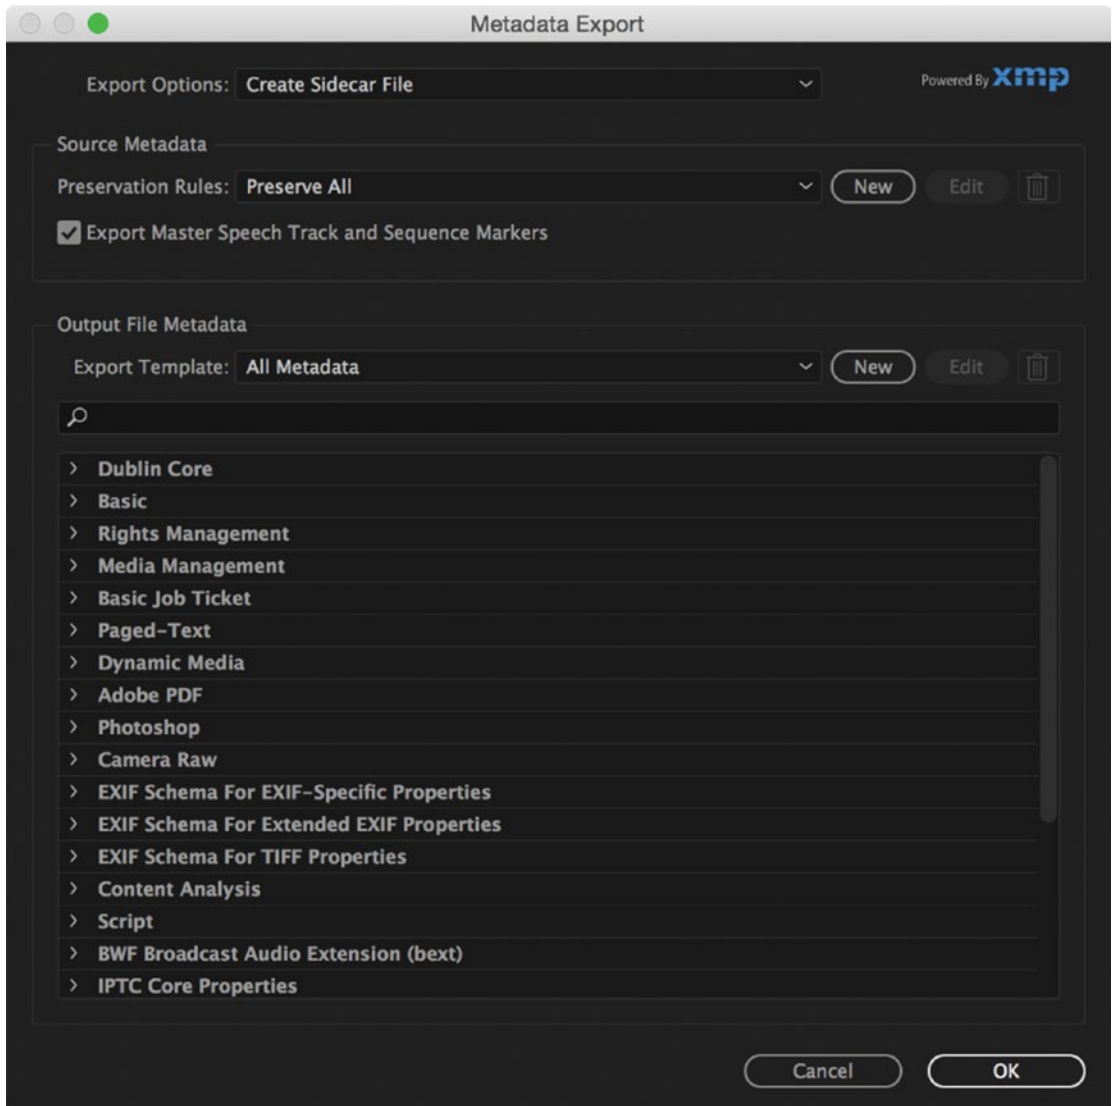 Metadata Export
Export Options: Create Sidecar File
Powered By xmp
Source Metadata
Preservation Rules: Preserve All New Edit
Export Master Speech Track and Sequence Markers
Output File Metadata
Export Template: All Metadata New Edit
Dublin Core
Basic
Rights Management
Media Management
Basic Job Ticket
Paged-Text
Dynamic Media
Adobe PDF
Photoshop
Camera Raw
EXIF Schema For EXIF-Specific Properties
EXIF Schema For Extended EXIF Properties
EXIF Schema For TIFF Properties
Content Analysis
Script
BWF Broadcast Audio Extension (bext)
IPTC Core Properties
Cancel OK